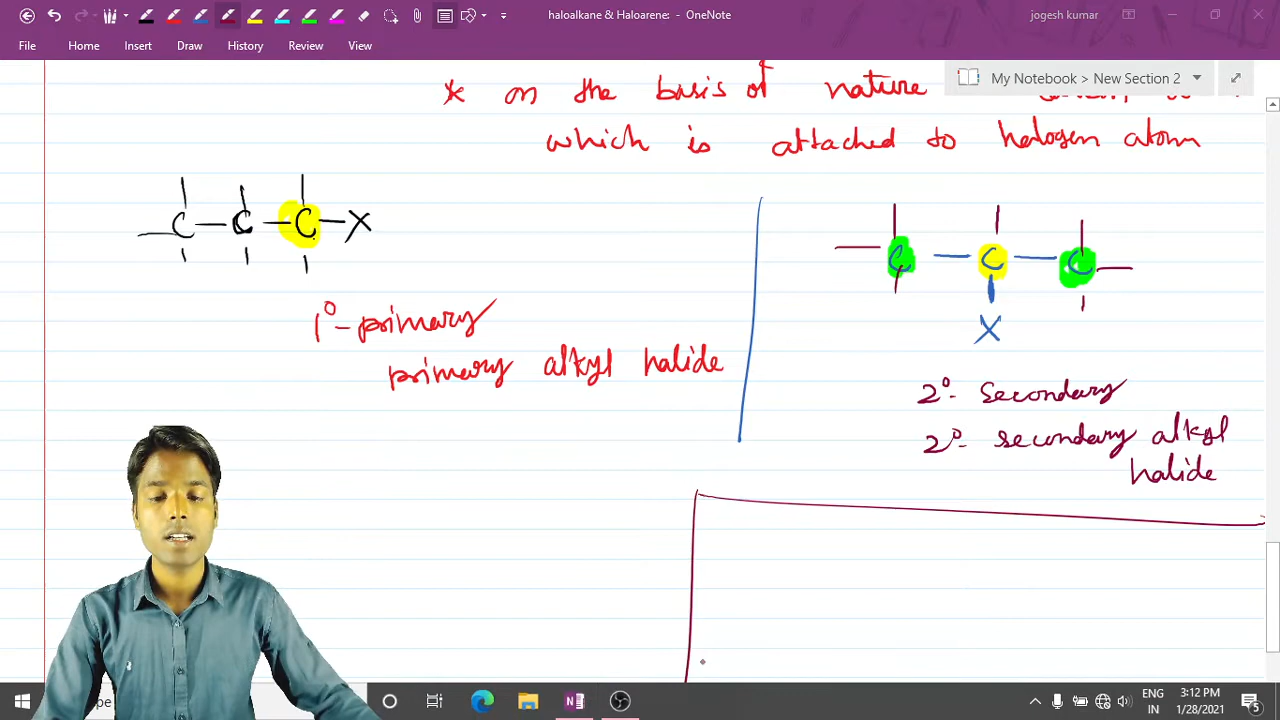 haloalkane & Haloarene: - OneNote
jogesh kumar
File Home Insert Draw History Review View
My Notebook > New Section 2
* on the basis of nature
which is attached to halogen atom
C - C - C - X
C - C - C
X
1° - primary
primary alkyl halide
2° - Secondary
2° - secondary alkyl
halide
ENG
IN
3:12 PM
1/28/2021
5